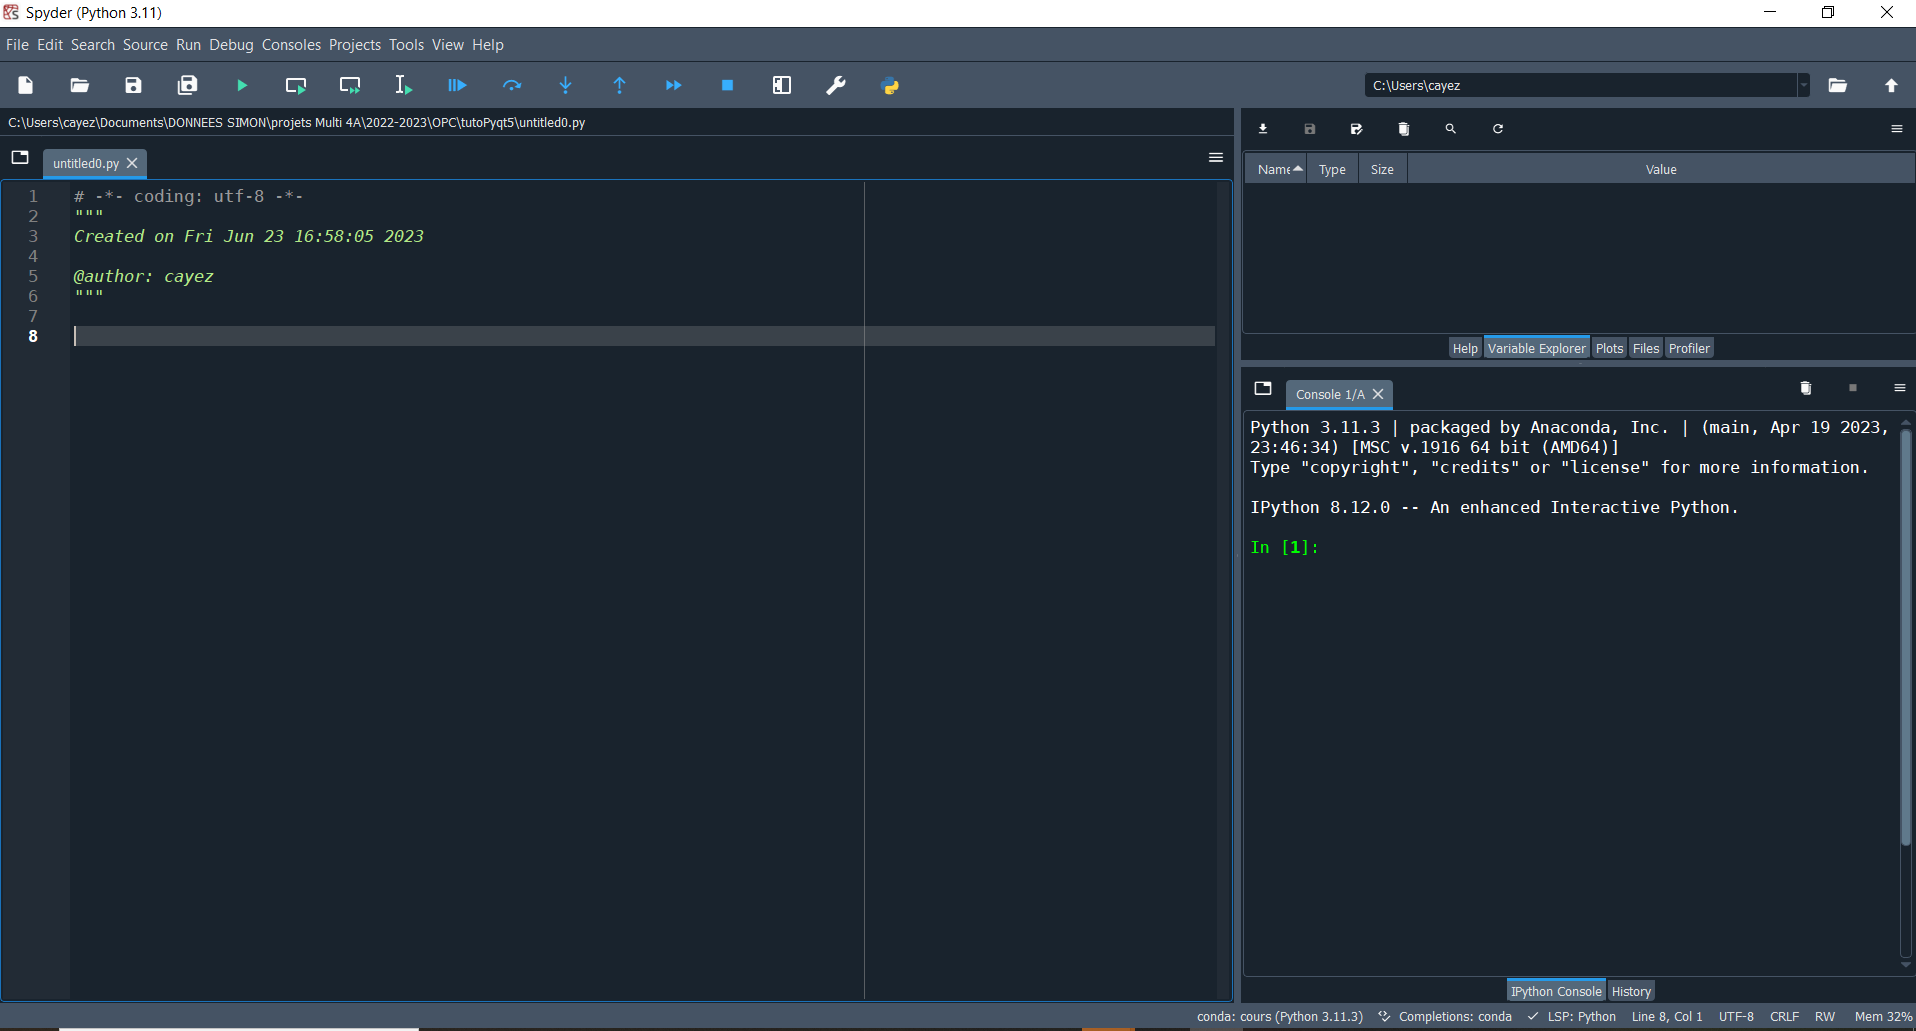 Spyder (Python 3.11)
File Edit Search Source Run Debug Consoles Projects Tools View Help
C:\Users\cayez
C:\Users\cayez\Documents\DONNEES SIMON\projets Multi 4A\2022-2023\OPC\tutoPyqt5\untitled0.py
untitled0.py
1 # -*- coding: utf-8 -*-
2 """
3 Created on Fri Jun 23 16:58:05 2023
4
5 @author: cayez
6 """
7
8
Name Type Size Value
Help Variable Explorer Plots Files Profiler
Console 1/A
Python 3.11.3 | packaged by Anaconda, Inc. | (main, Apr 19 2023,
23:46:34) [MSC v.1916 64 bit (AMD64)]
Type "copyright", "credits" or "license" for more information.
IPython 8.12.0 -- An enhanced Interactive Python.
In [1]:
IPython Console History
conda: cours (Python 3.11.3) Completions: conda LSP: Python Line 8, Col 1 UTF-8 CRLF RW Mem 32%